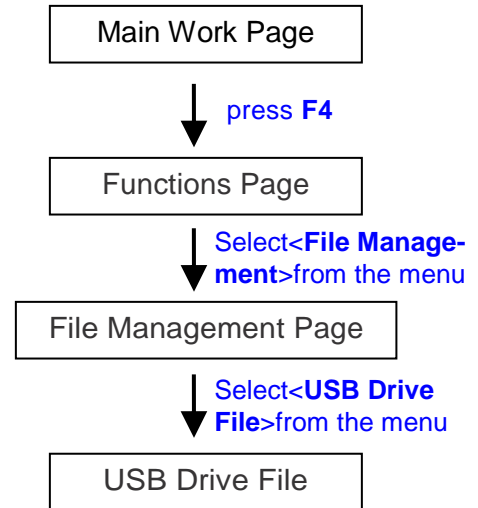 Main Work Page
press F4
Functions Page
Select<File Manage-
ment>from the menu
File Management Page
Select<USB Drive
File>from the menu
USB Drive File